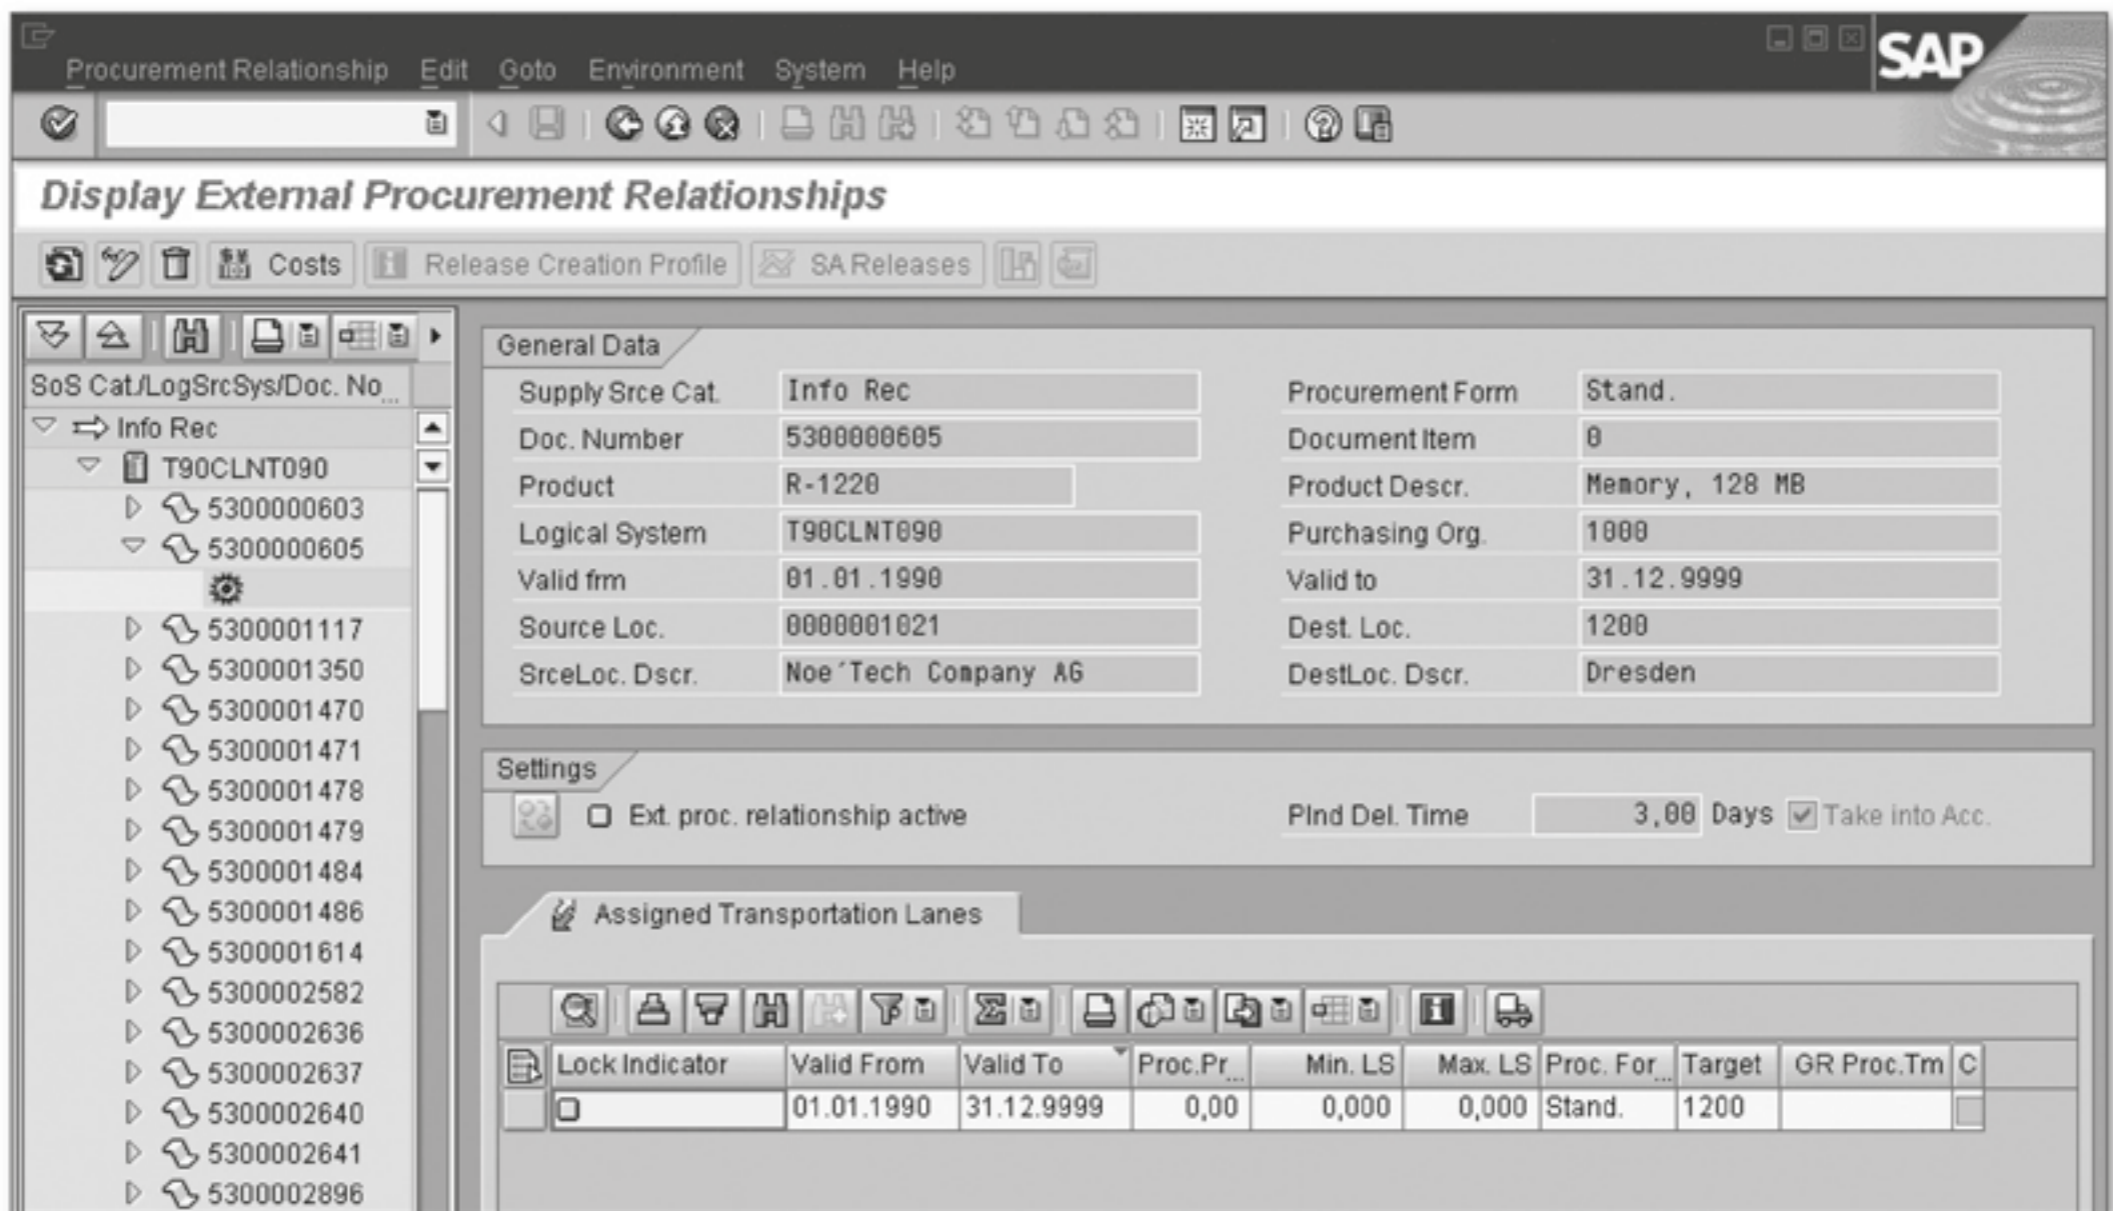 SAP
Procurement Relationship Edit Goto Environment System Help
Display External Procurement Relationships
Costs Release Creation Profile SA Releases
SoS Cat./LogSrcSys/Doc. No...
Info Rec
T90CLNT090
5300000603
5300000605
5300001117
5300001350
5300001470
5300001471
5300001478
5300001479
5300001484
5300001486
5300001614
5300002582
5300002636
5300002637
5300002640
5300002641
5300002896
General Data
Supply Srce Cat. Info Rec Procurement Form Stand.
Doc. Number 5300000605 Document Item 0
Product R-1220 Product Descr. Memory, 128 MB
Logical System T90CLNT090 Purchasing Org. 1000
Valid frm 01.01.1990 Valid to 31.12.9999
Source Loc. 0000001021 Dest. Loc. 1200
SrceLoc. Dscr. Noe´Tech Company AG DestLoc. Dscr. Dresden
Settings
Ext. proc. relationship active Plnd Del. Time 3,00 Days Take into Acc.
Assigned Transportation Lanes
Lock Indicator Valid From Valid To Proc.Pr... Min. LS Max. LS Proc. For... Target GR Proc.Tm C
01.01.1990 31.12.9999 0,00 0,000 0,000 Stand. 1200